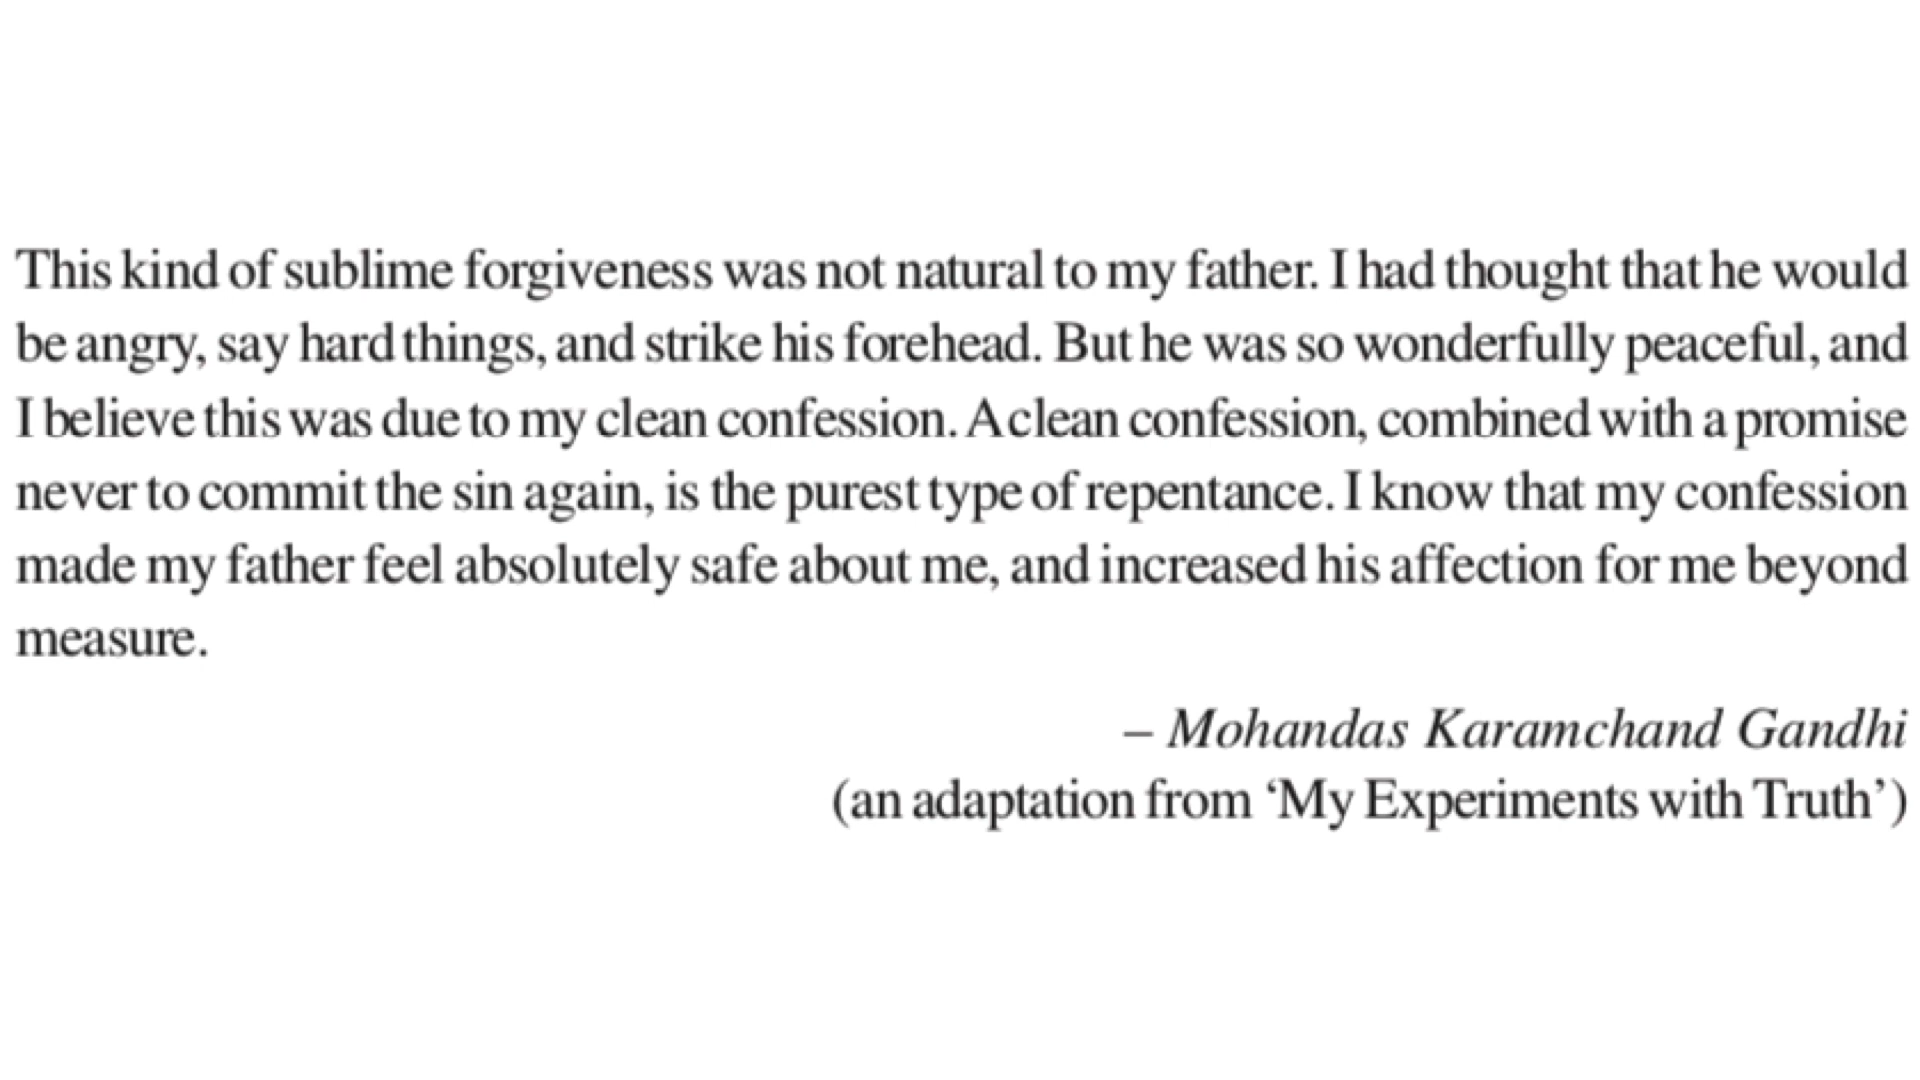 This kind of sublime forgiveness was not natural to my father. I had thought that he would
be angry, say hard things, and strike his forehead. But he was so wonderfully peaceful, and
I believe this was due to my clean confession. A clean confession, combined with a promise
never to commit the sin again, is the purest type of repentance. I know that my confession
made my father feel absolutely safe about me, and increased his affection for me beyond
measure.
– Mohandas Karamchand Gandhi
(an adaptation from ‘My Experiments with Truth’)